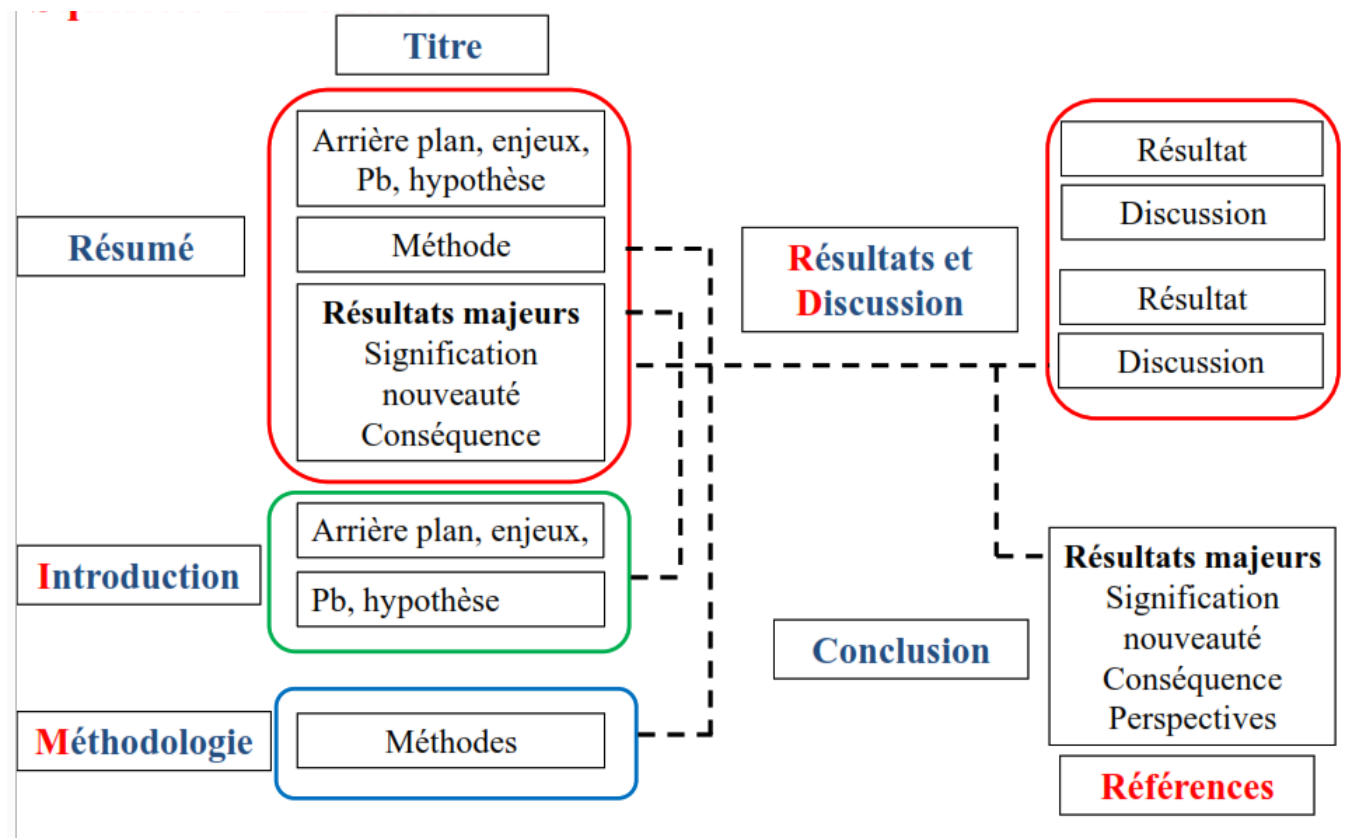 Titre
Résumé
Arrière plan, enjeux,
Pb, hypothèse
Méthode
Résultats majeurs
Signification
nouveauté
Conséquence
Introduction
Arrière plan, enjeux,
Pb, hypothèse
Méthodologie
Méthodes
Résultats et
Discussion
Résultat
Discussion
Résultat
Discussion
Conclusion
Résultats majeurs
Signification
nouveauté
Conséquence
Perspectives
Références